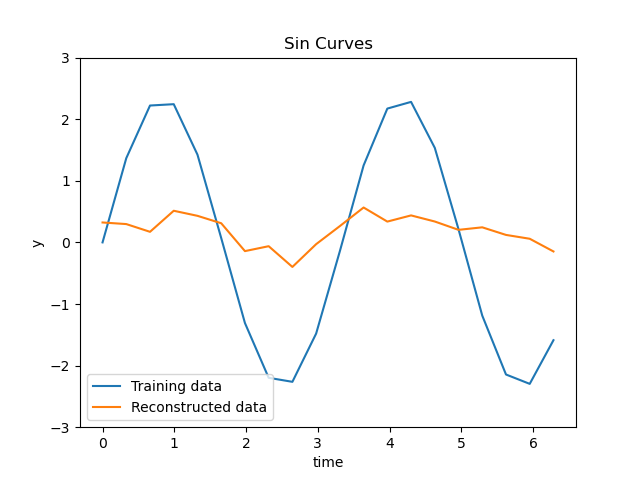 Sin Curves
3
2
1
0
−1
−2
−3
y
Training data
Reconstructed data
0 1 2 3 4 5 6
time